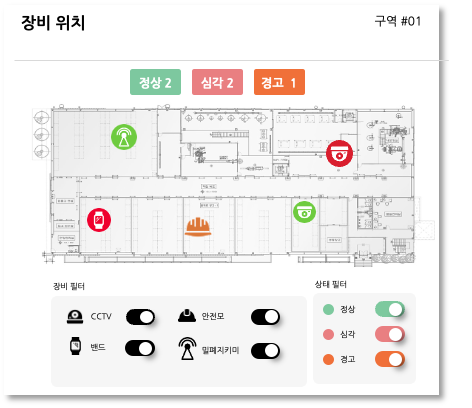 장비 위치
구역 #01
정상 2
심각 2
경고 1
장비 필터
상태 필터
CCTV
안전모
밴드
밀폐지키미
정상
심각
경고